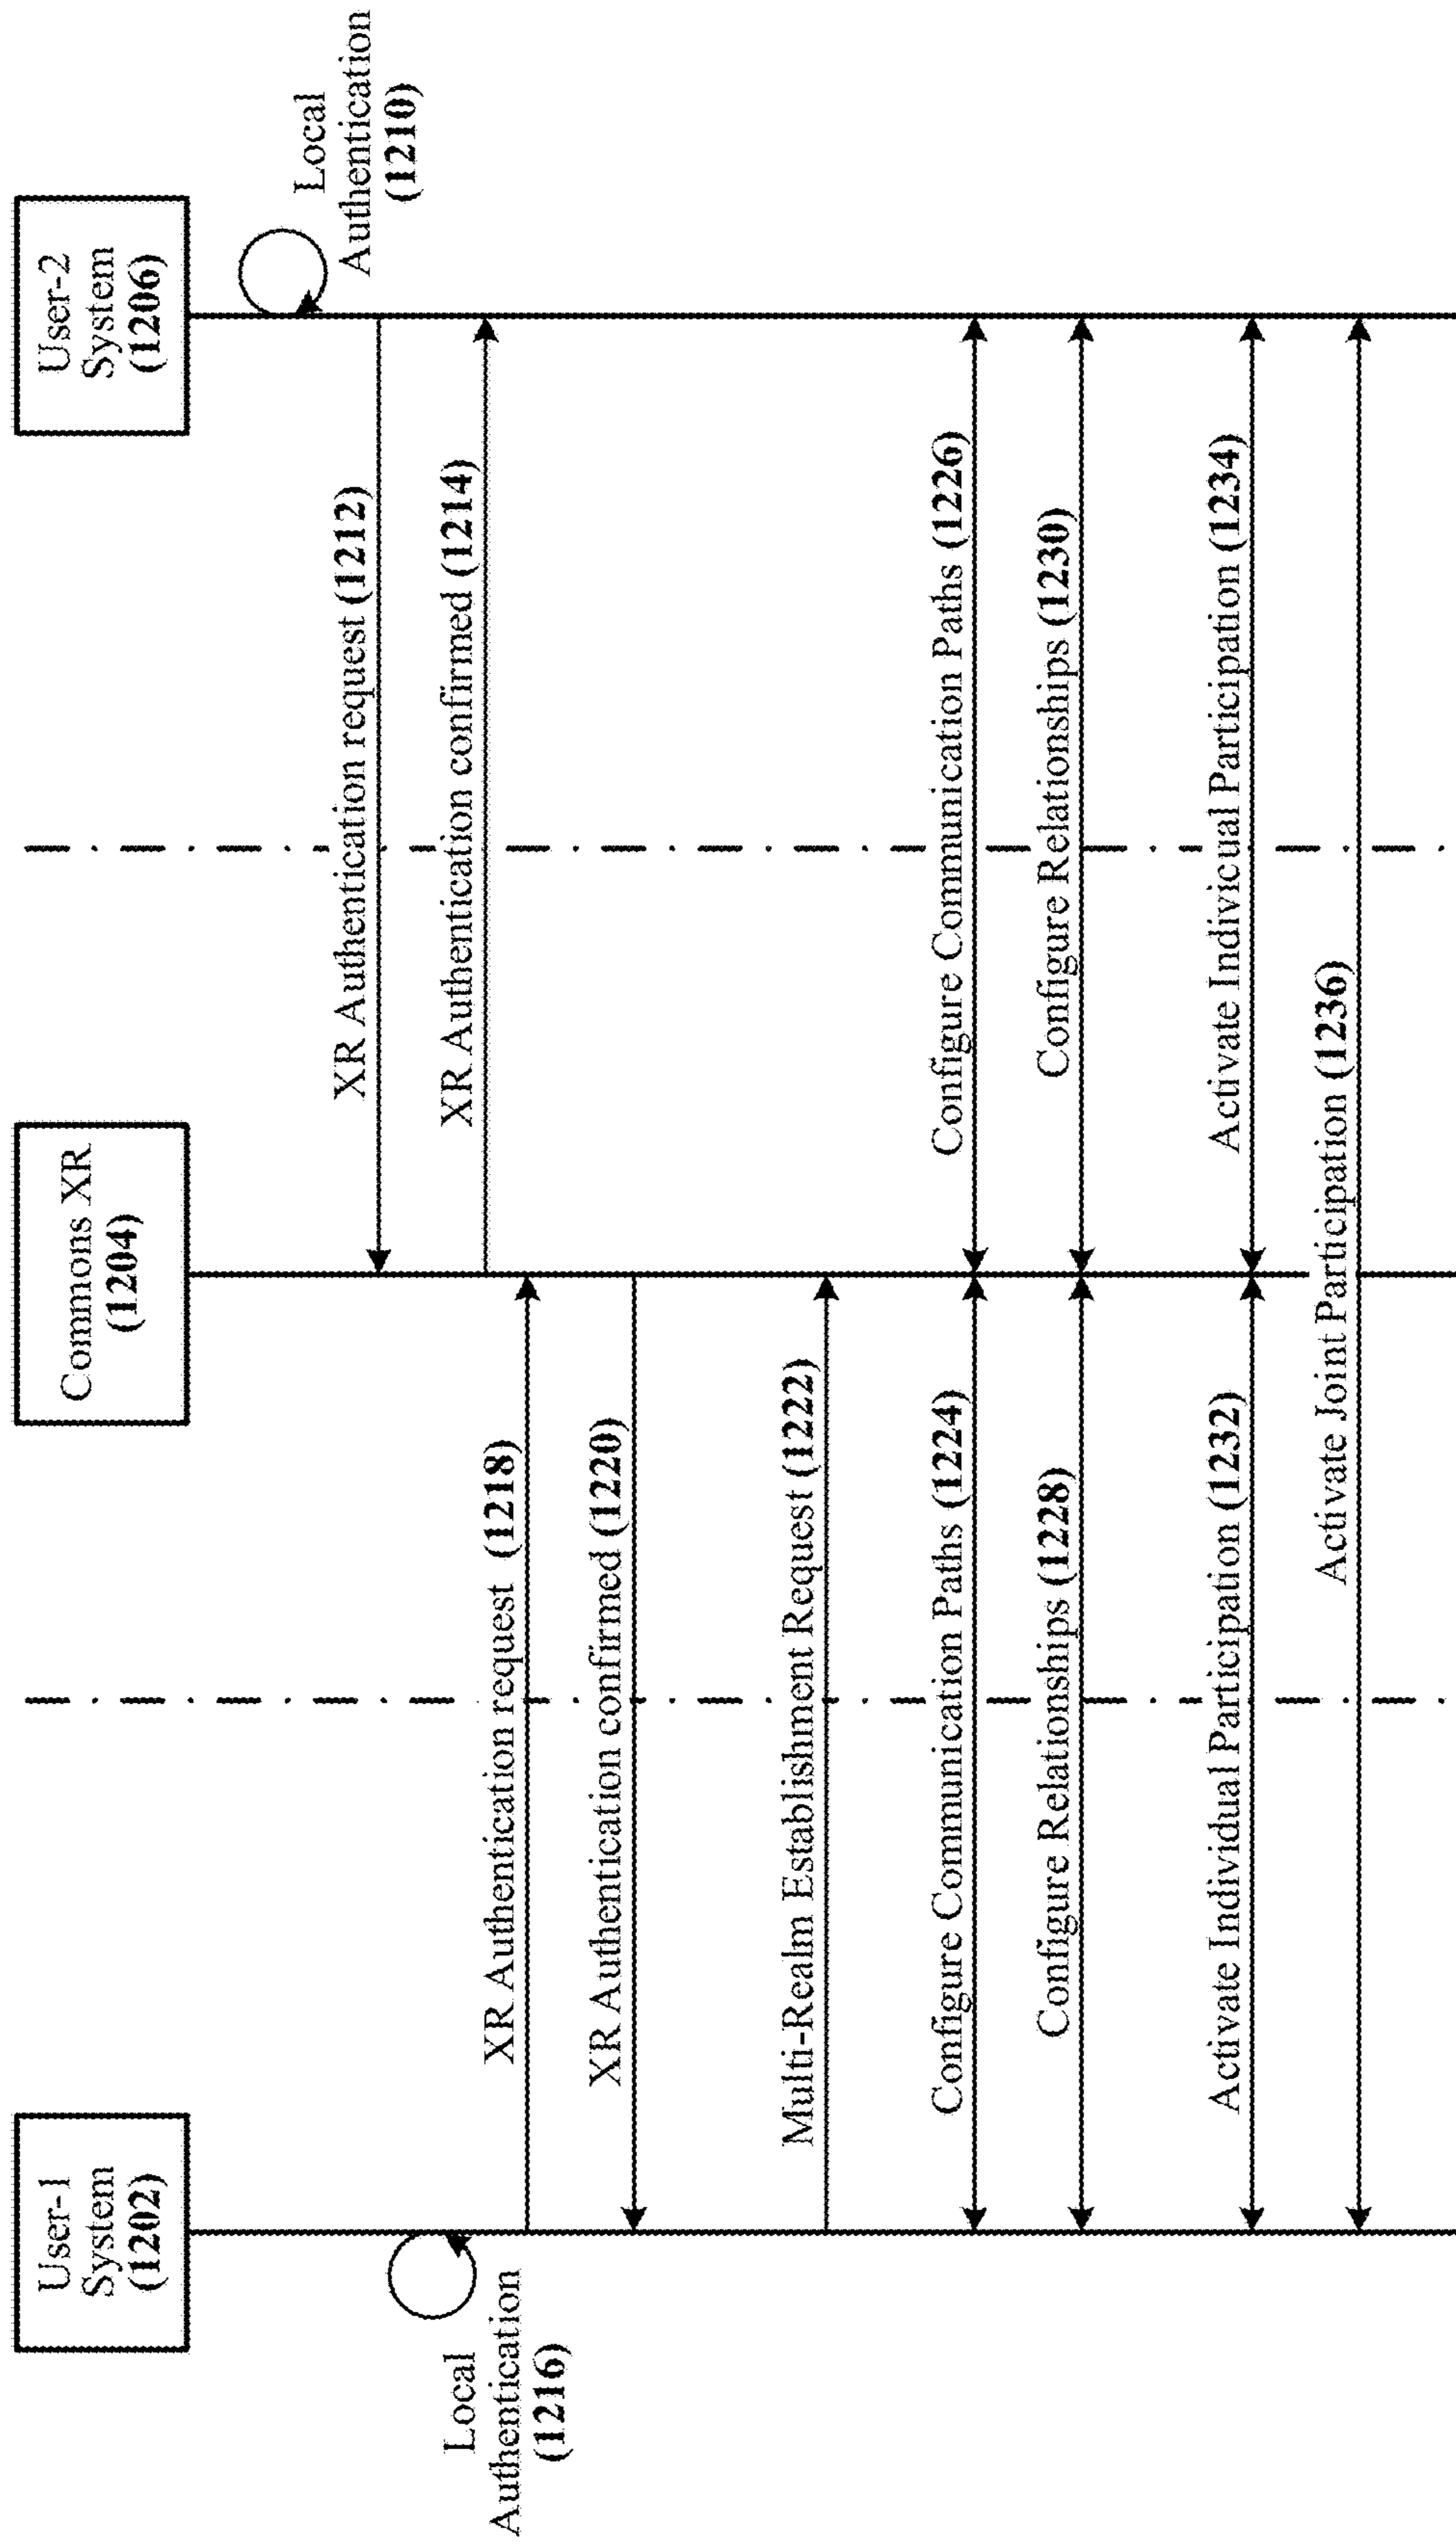 User-1
System
(1202)
Commons XR
(1204)
User-2
System
(1206)
Local
Authentication
(1210)
XR Authentication request (1212)
Local
Authentication
(1216)
XR Authentication confirmed (1214)
XR Authentication request (1218)
XR Authentication confirmed (1220)
Multi-Realm Establishment Request (1222)
Configure Communication Paths (1224)
Configure Communication Paths (1226)
Configure Relationships (1228)
Configure Relationships (1230)
Activate Individual Participation (1232)
Activate Individual Participation (1234)
Activate Joint Participation (1236)